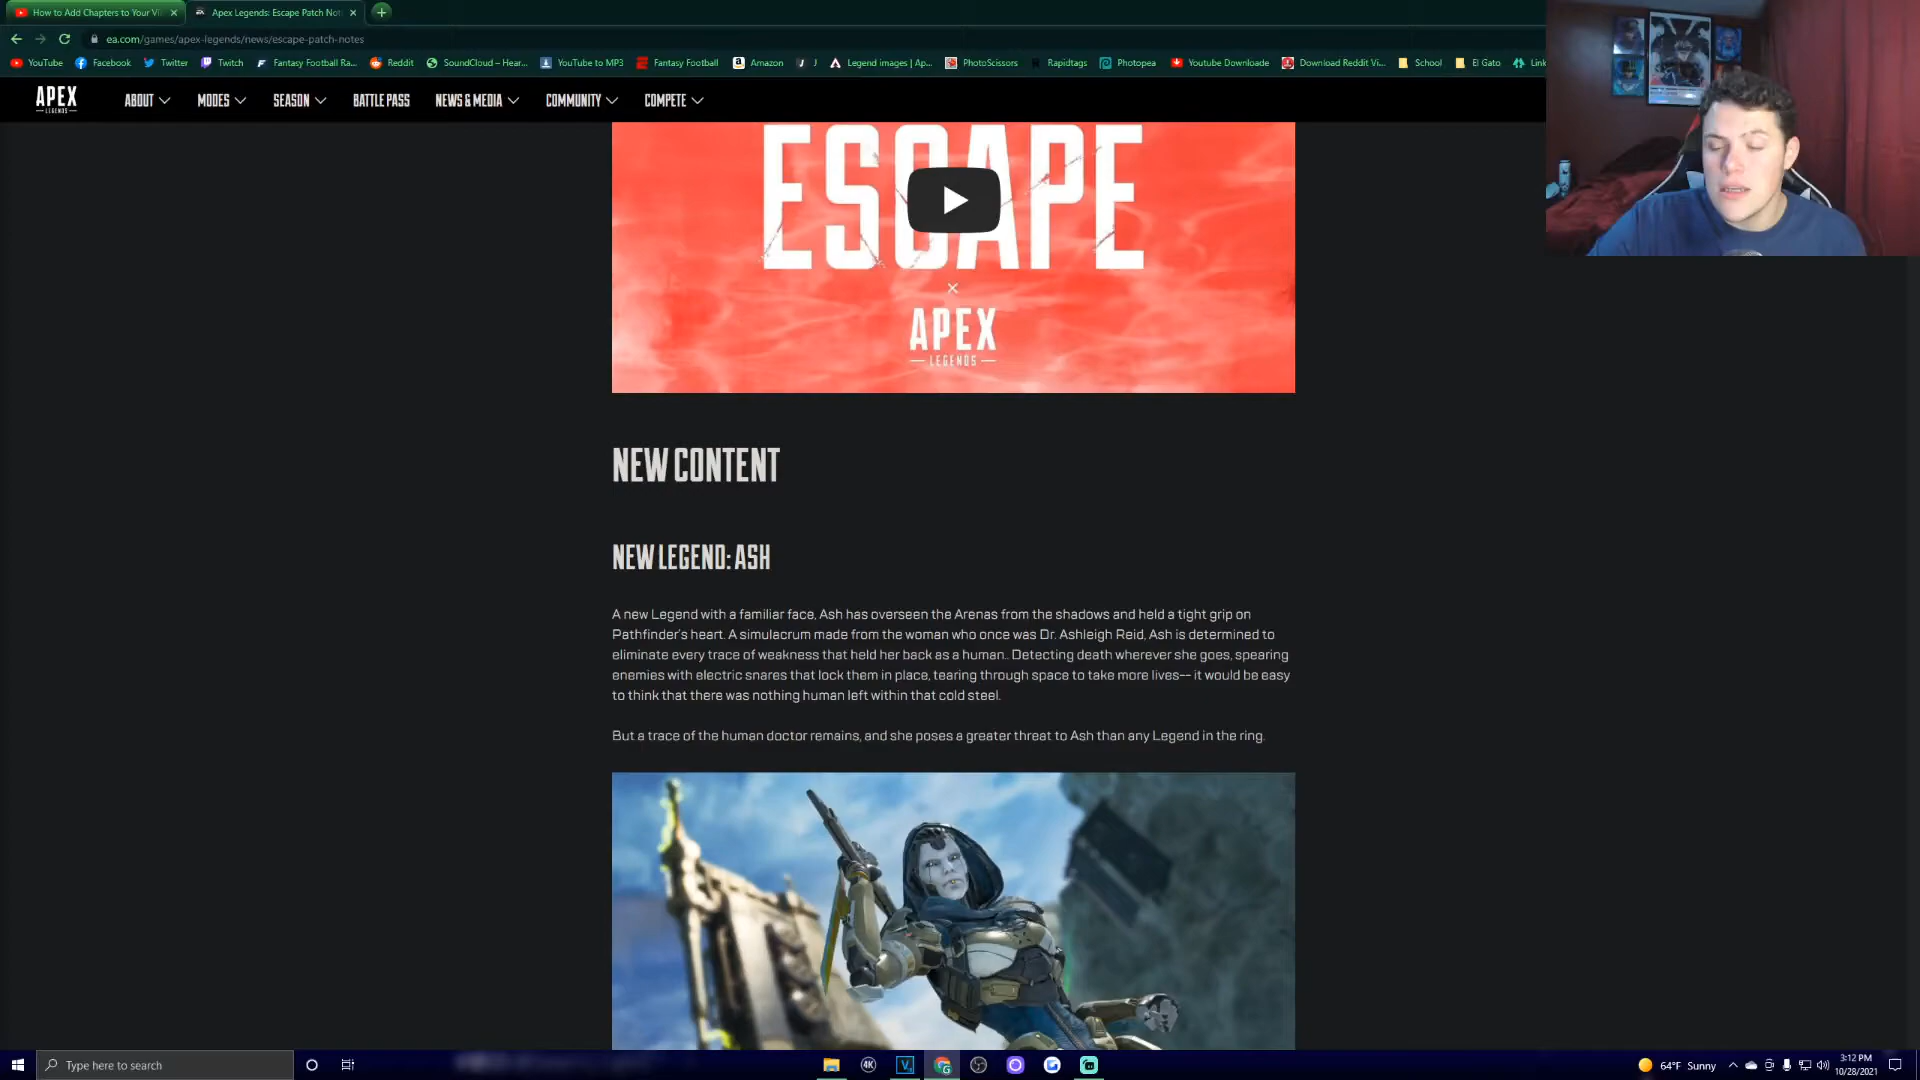 How to Add Chapters to Your Vi
Apex Legends: Escape Patch Not
ea.com/games/apex-legends/news/escape-patch-notes
YouTube Facebook Twitter Twitch Fantasy Football Ra... Reddit SoundCloud – Hear... YouTube to MP3 Fantasy Football Amazon J Legend images | Ap... PhotoScissors Rapidtags Photopea Youtube Downloade Download Reddit Vi... School El Gato Link
APEX
LEGENDS
ABOUT MODES SEASON BATTLE PASS NEWS & MEDIA COMMUNITY COMPETE
ESCAPE
×
APEX
LEGENDS
NEW CONTENT
NEW LEGEND: ASH
A new Legend with a familiar face, Ash has overseen the Arenas from the shadows and held a tight grip on
Pathfinder's heart. A simulacrum made from the woman who once was Dr. Ashleigh Reid, Ash is determined to
eliminate every trace of weakness that held her back as a human.. Detecting death wherever she goes, spearing
enemies with electric snares that lock them in place, tearing through space to take more lives-- it would be easy
to think that there was nothing human left within that cold steel.
But a trace of the human doctor remains, and she poses a greater threat to Ash than any Legend in the ring.
Type here to search
4K
64°F Sunny
3:12 PM
10/28/2021